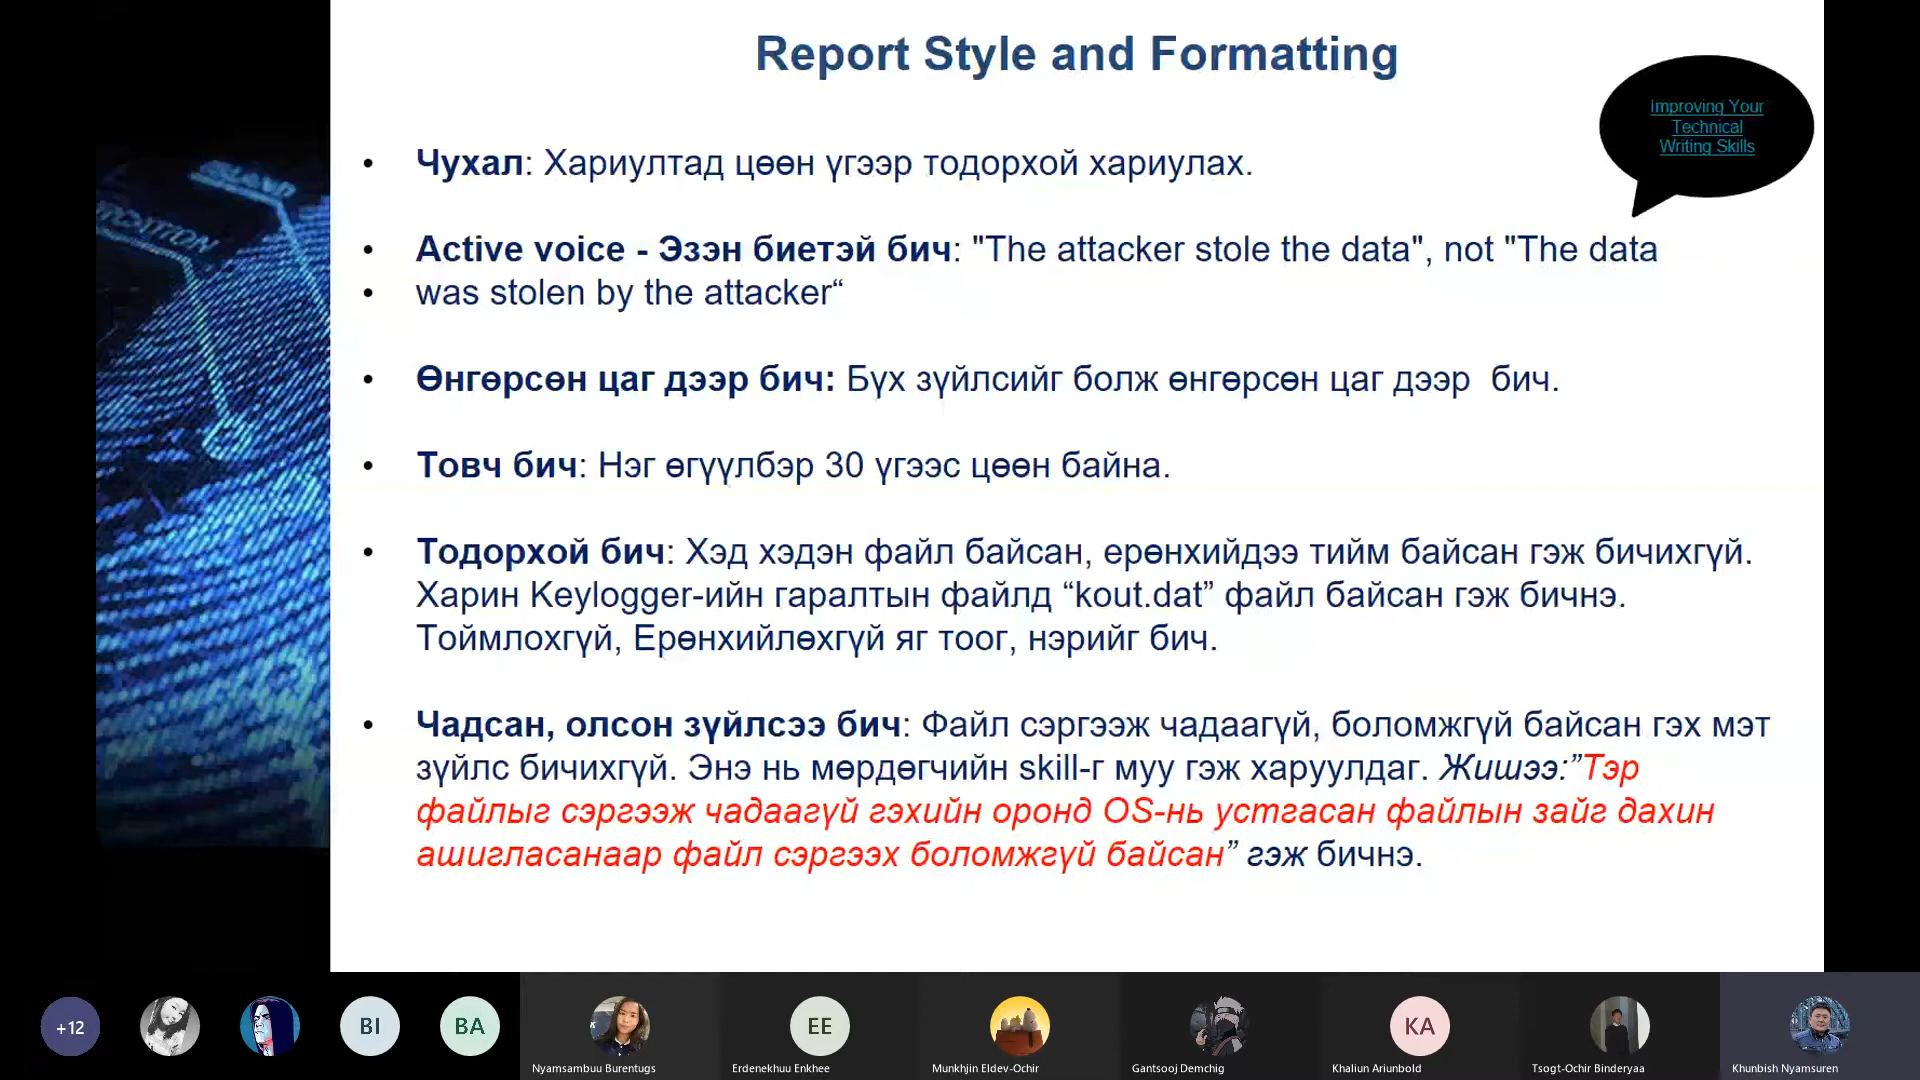 Report Style and Formatting
Improving Your
Technical
Writing Skills
• Чухал: Хариултад цөөн үгээр тодорхой хариулах.
• Active voice - Эзэн биетэй бич: "The attacker stole the data", not "The data
• was stolen by the attacker“
• Өнгөрсөн цаг дээр бич: Бүх зүйлсийг болж өнгөрсөн цаг дээр бич.
• Товч бич: Нэг өгүүлбэр 30 үгээс цөөн байна.
• Тодорхой бич: Хэд хэдэн файл байсан, ерөнхийдээ тийм байсан гэж бичихгүй.
Харин Keylogger-ийн гаралтын файлд “kout.dat” файл байсан гэж бичнэ.
Тоймлохгүй, Ерөнхийлөхгүй яг тоог, нэрийг бич.
• Чадсан, олсон зүйлсээ бич: Файл сэргээж чадаагүй, боломжгүй байсан гэх мэт
зүйлс бичихгүй. Энэ нь мөрдөгчийн skill-г муу гэж харуулдаг. Жишээ:”Тэр
файлыг сэргээж чадаагүй гэхийн оронд OS-нь устгасан файлын зайг дахин
ашигласанаар файл сэргээх боломжгүй байсан” гэж бичнэ.
+12
BI
BA
EE
KA
Nyamsambuu Burentugs
Erdenekhuu Enkhee
Munkhjin Eldev-Ochir
Gantsooj Demchig
Khaliun Ariunbold
Tsogt-Ochir Binderyaa
Khunbish Nyamsuren